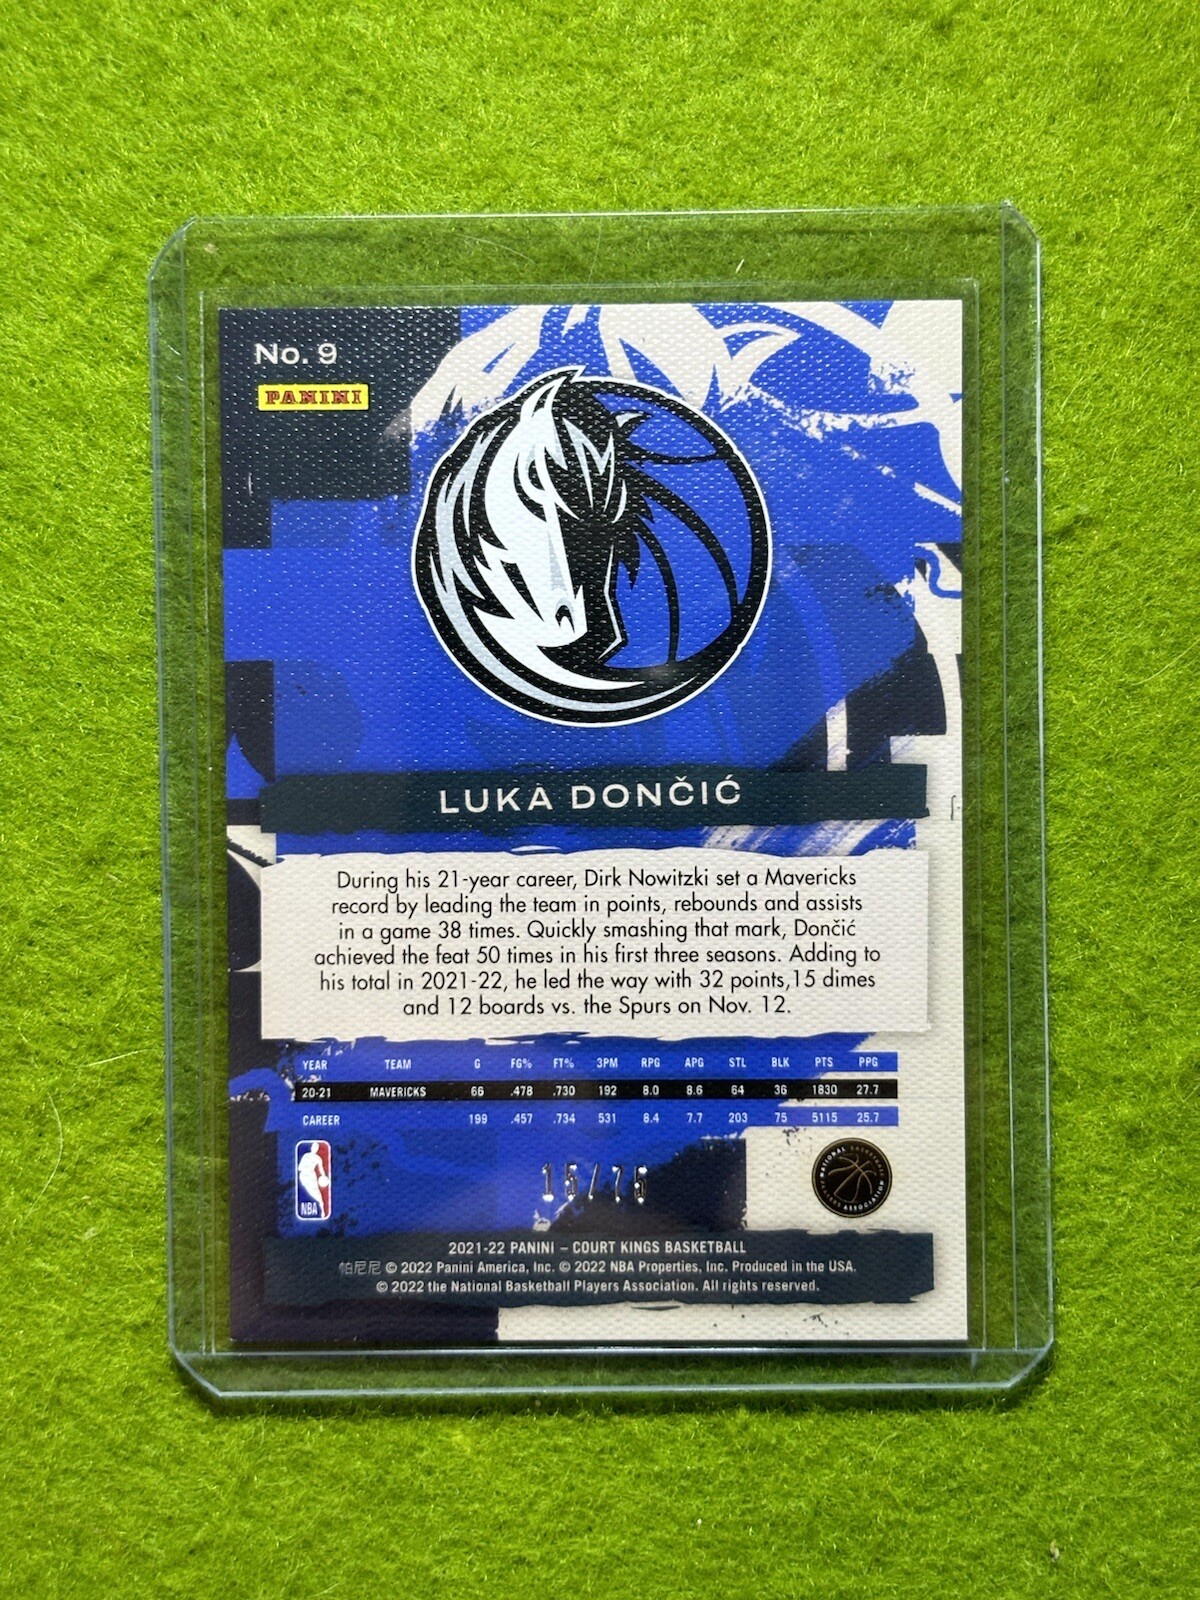 No. 9
PANINI
LUKA DONČIĆ
During his 21-year career, Dirk Nowitzki set a Mavericks
record by leading the team in points, rebounds and assists
in a game 38 times. Quickly smashing that mark, Dončić
achieved the feat 50 times in his first three seasons. Adding to
his total in 2021-22, he led the way with 32 points,15 dimes
and 12 boards vs. the Spurs on Nov. 12.
YEAR TEAM G FG% FT% 3PM RPG APG STL BLK PTS PPG
20-21 MAVERICKS 66 .478 .730 192 8.0 8.6 64 36 1830 27.7
CAREER 199 .457 .734 531 8.4 7.7 203 75 5115 25.7
15/75
NBA
NATIONAL BASKETBALL
PLAYERS ASSOCIATION
2021-22 PANINI – COURT KINGS BASKETBALL
帕尼尼 © 2022 Panini America, Inc. © 2022 NBA Properties, Inc. Produced in the USA.
© 2022 the National Basketball Players Association. All rights reserved.